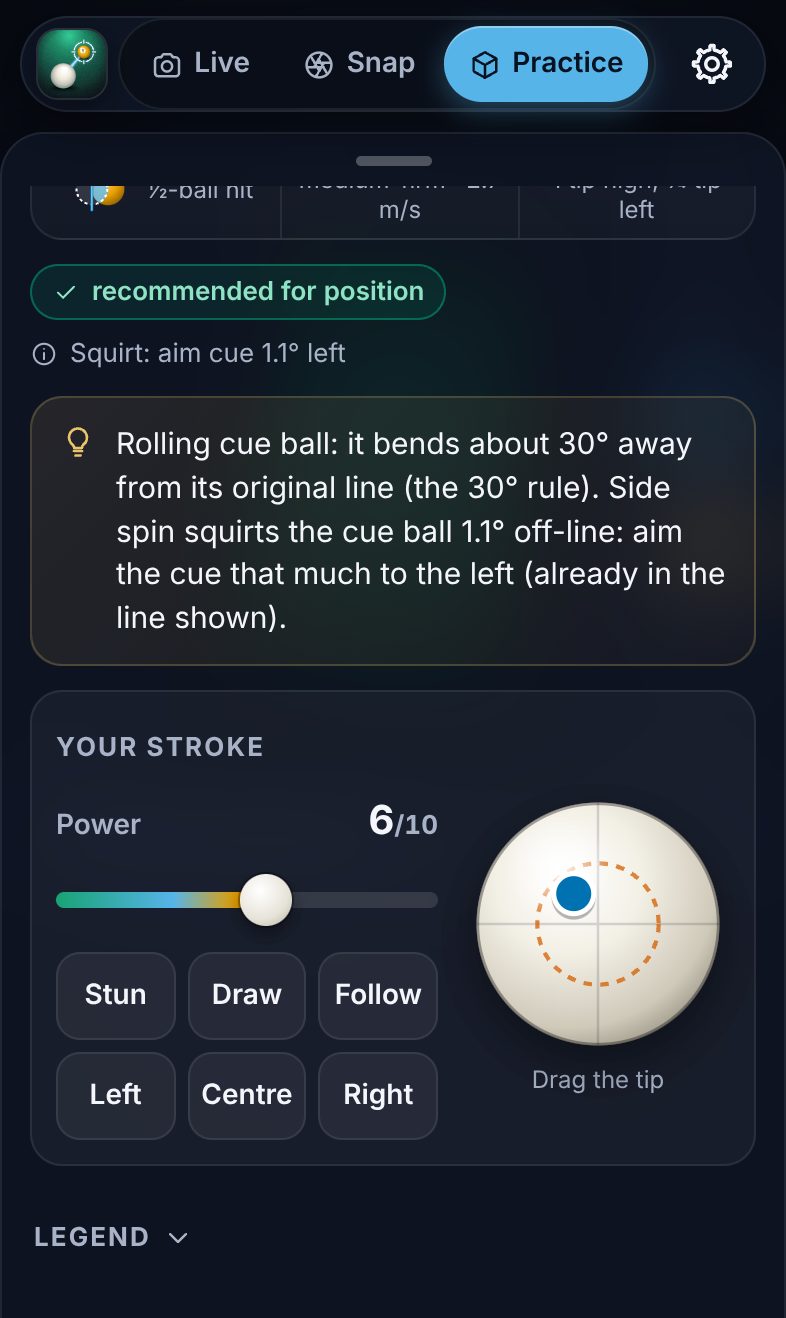 Live
Snap
Practice
½-ball hit
m/s
left
recommended for position
Squirt: aim cue 1.1° left
Rolling cue ball: it bends about 30° away
from its original line (the 30° rule). Side
spin squirts the cue ball 1.1° off-line: aim
the cue that much to the left (already in the
line shown).
YOUR STROKE
Power
6/10
Stun
Draw
Follow
Left
Centre
Right
Drag the tip
LEGEND